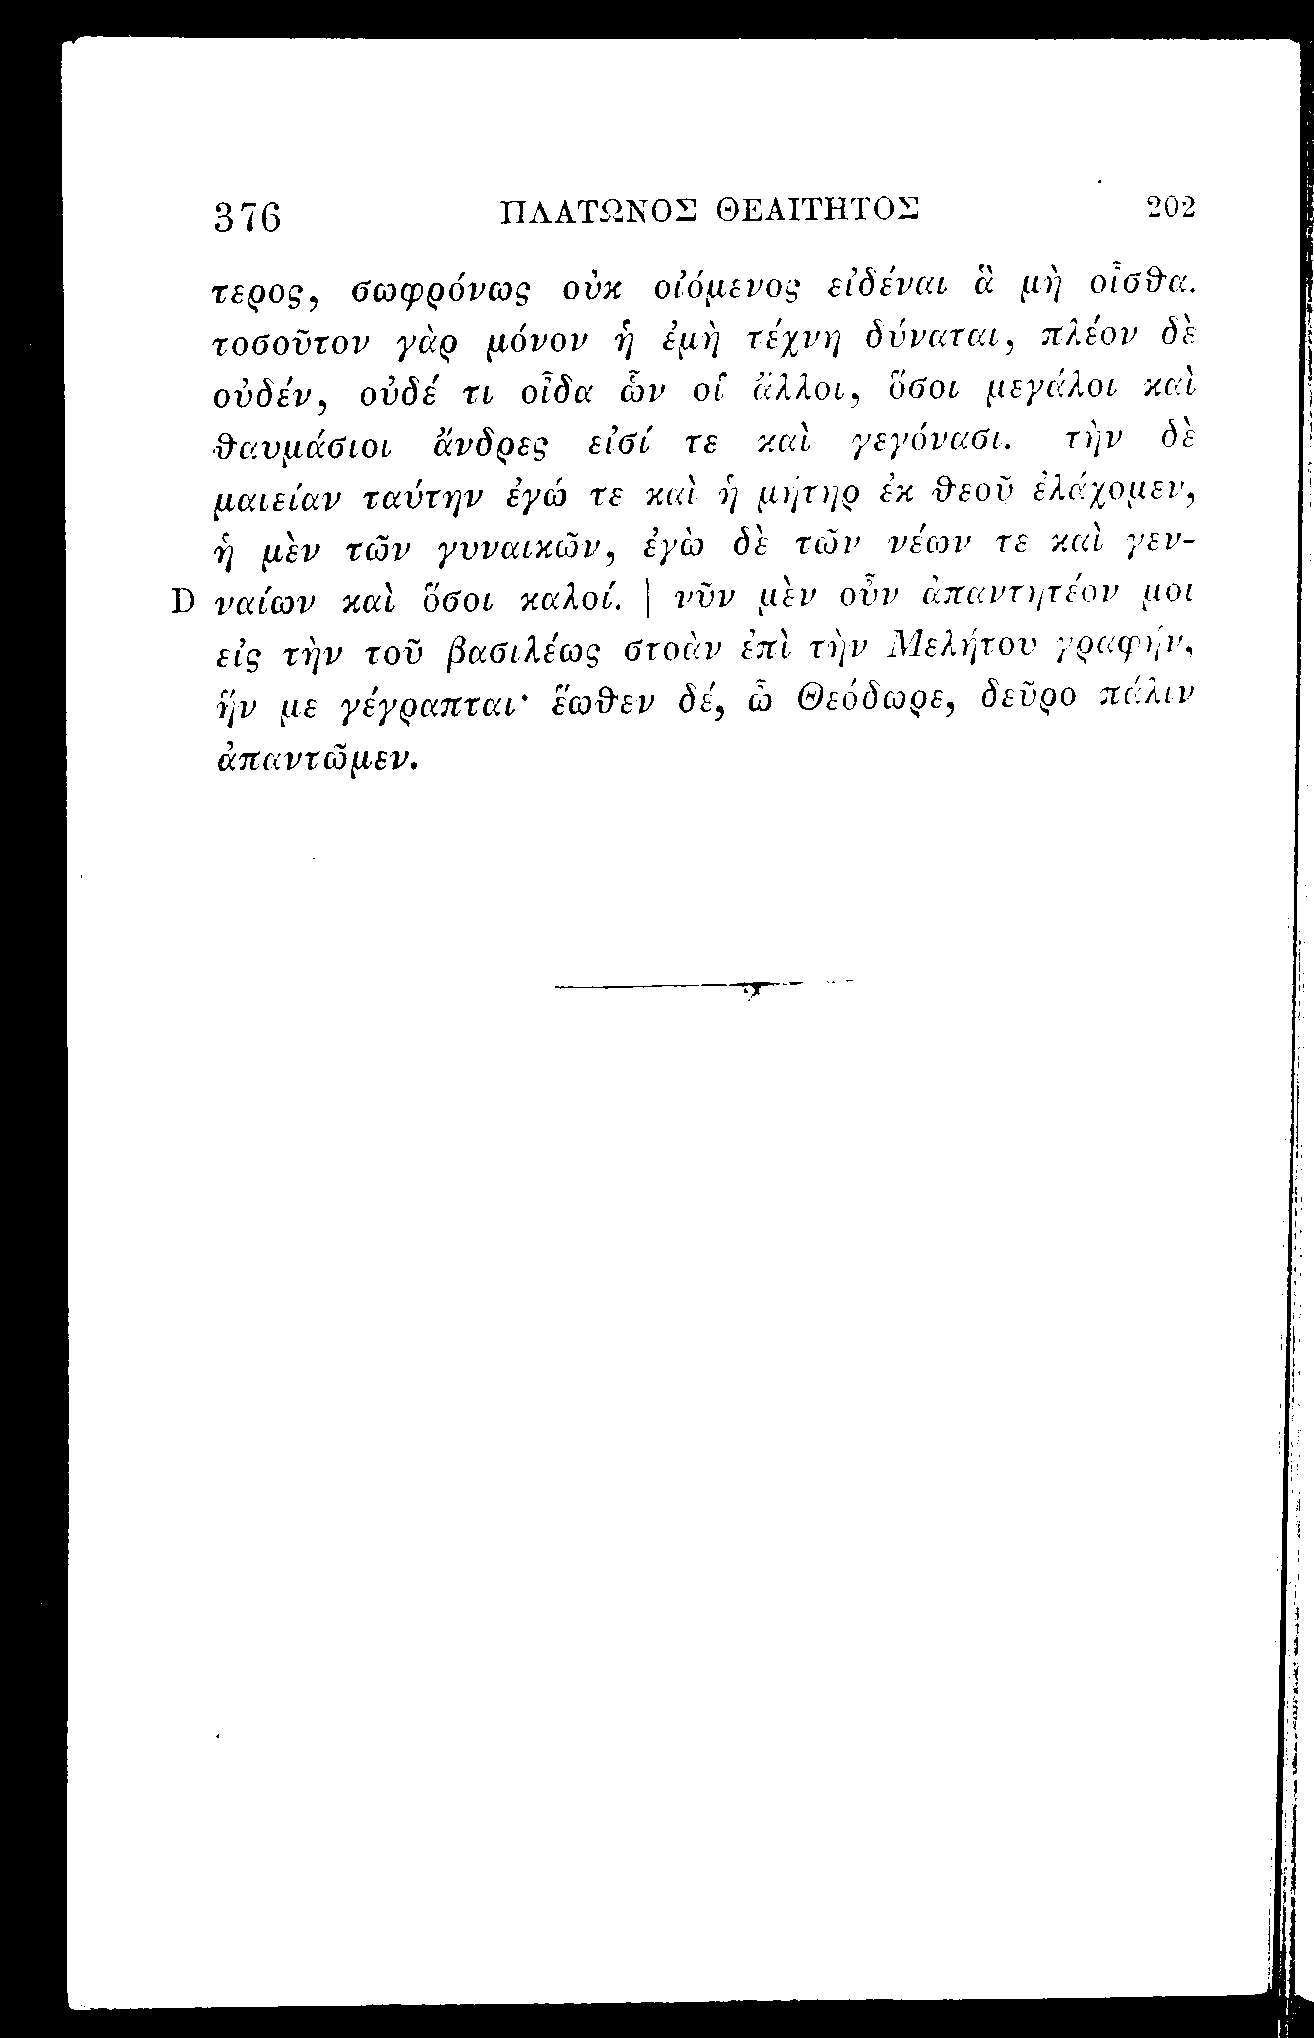 376 ΠΛΑΤΩΝΟΣ ΘΕΑΙΤΗΤΟΣ 202
τερος, σωφρόνως οὐκ οἰόμενος εἰδέναι ἃ μὴ οἶσθα.
τοσοῦτον γὰρ μόνον ἡ ἐμὴ τέχνη δύναται, πλέον δὲ
οὐδέν, οὐδέ τι οἶδα ὧν οἱ ἄλλοι, ὅσοι μεγάλοι καὶ
θαυμάσιοι ἄνδρες εἰσί τε καὶ γεγόνασι. τὴν δὲ
μαιείαν ταύτην ἐγώ τε καὶ ἡ μήτηρ ἐκ θεοῦ ἐλάχομεν,
ἡ μὲν τῶν γυναικῶν, ἐγὼ δὲ τῶν νέων τε καὶ γεν-
D ναίων καὶ ὅσοι καλοί. | νῦν μὲν οὖν ἀπαντητέον μοι
εἰς τὴν τοῦ βασιλέως στοὰν ἐπὶ τὴν Μελήτου γραφήν,
ἥν με γέγραπται· ἕωθεν δέ, ὦ Θεόδωρε, δεῦρο πάλιν
ἀπαντῶμεν.